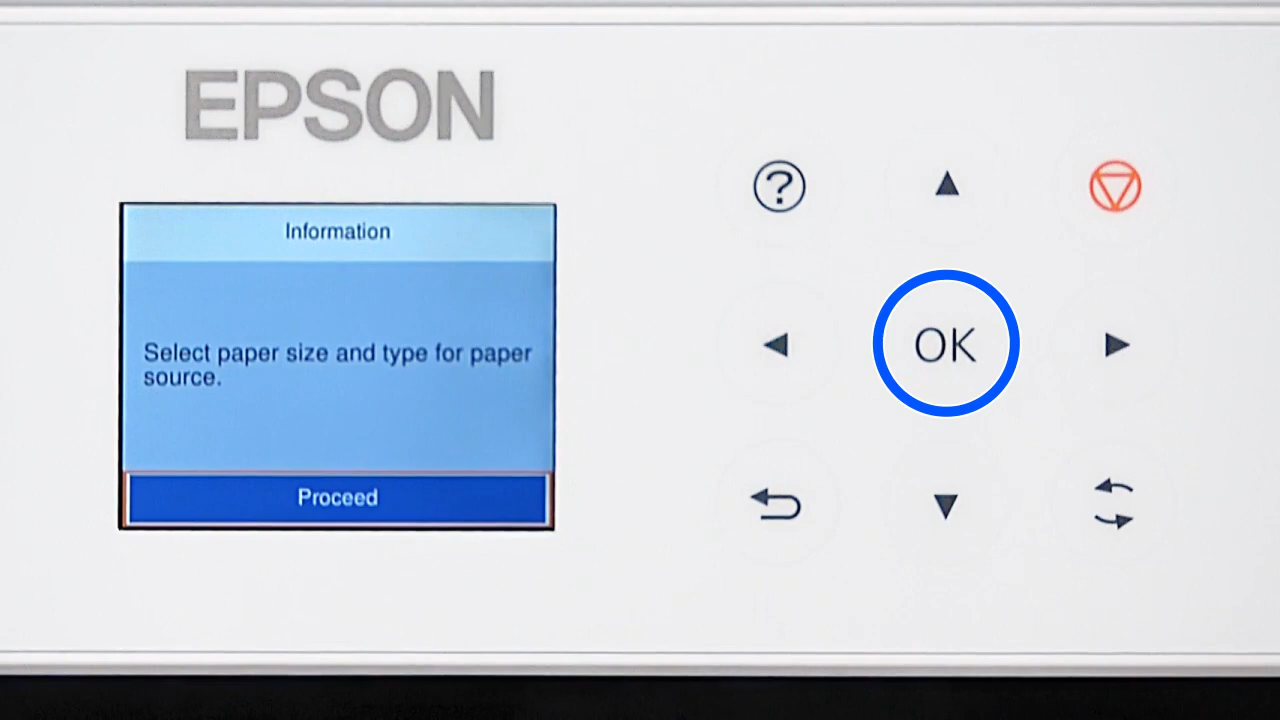 EPSON
Information
Select paper size and type for paper
source.
Proceed
?
OK